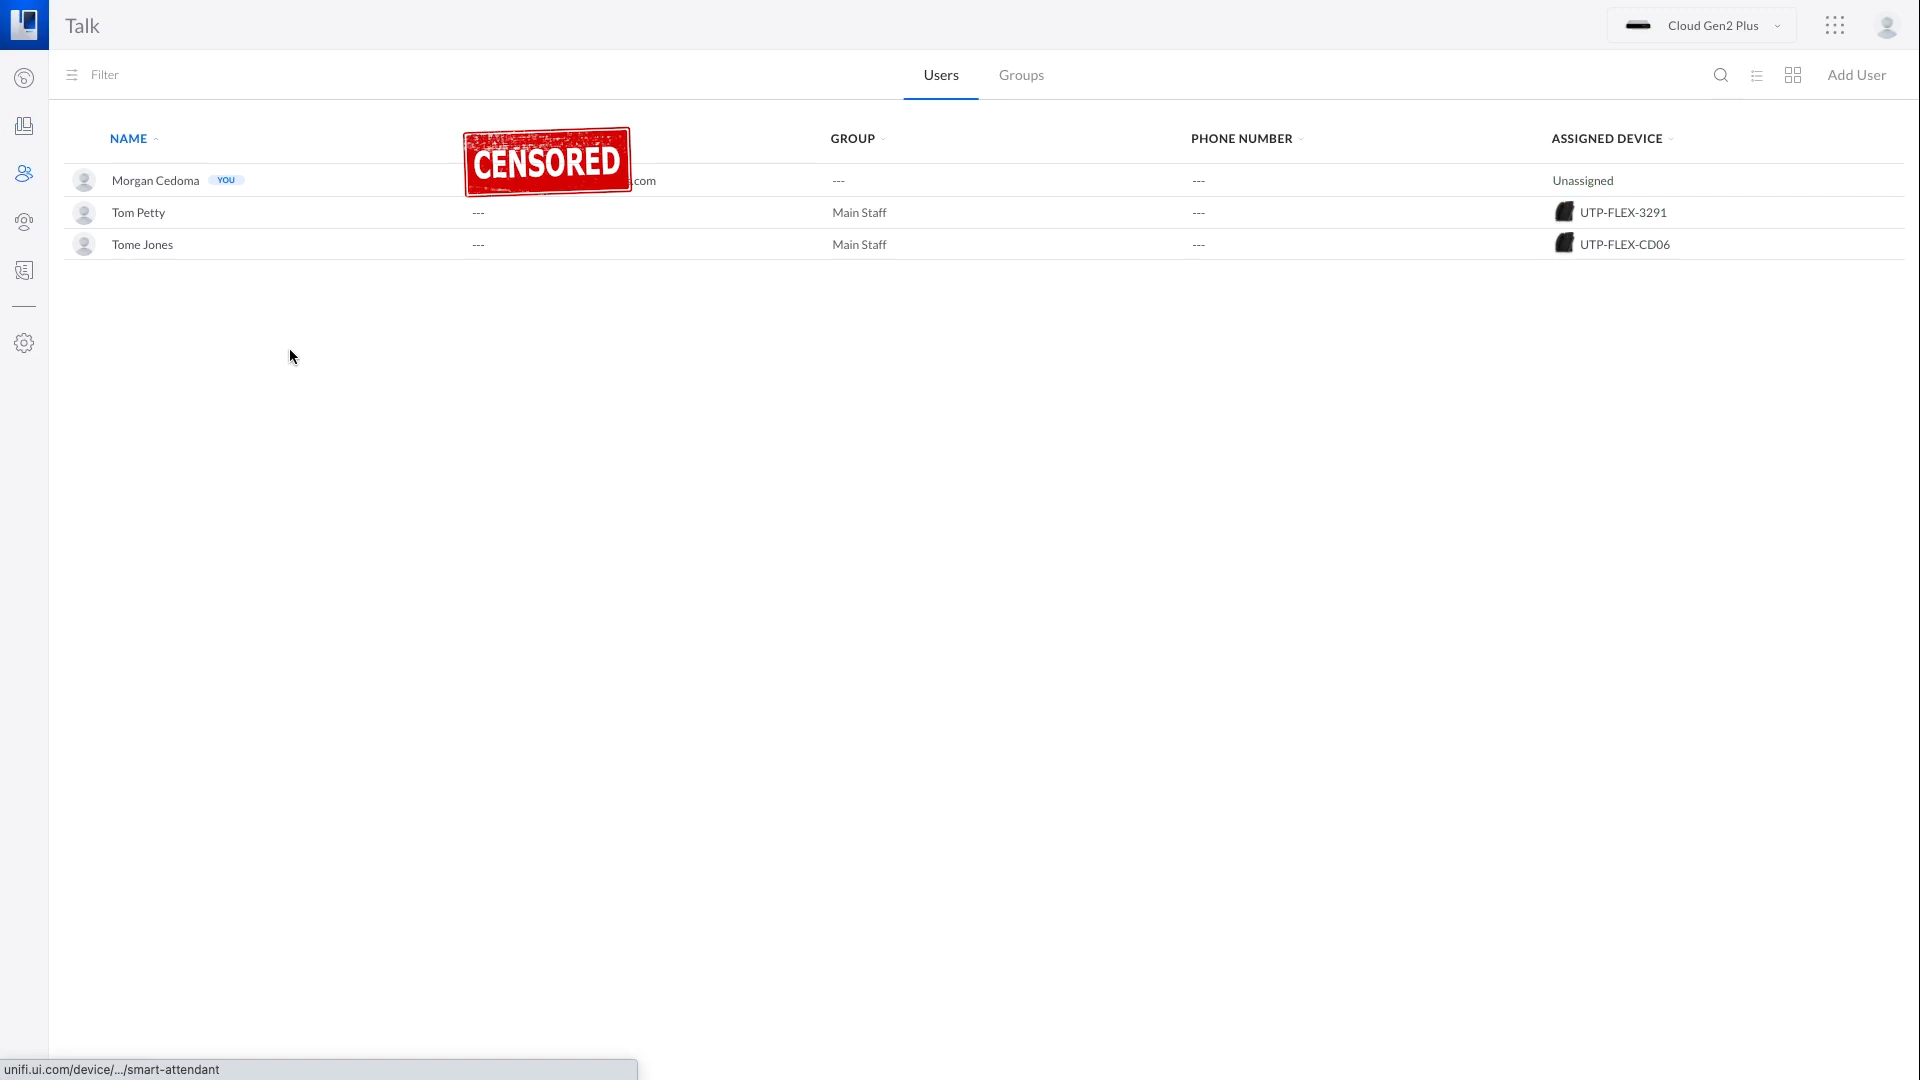 Talk
Cloud Gen2 Plus
Filter
Users
Groups
Add User
NAME
CENSORED
GROUP
PHONE NUMBER
ASSIGNED DEVICE
Morgan Cedoma YOU .com --- --- Unassigned
Tom Petty --- Main Staff --- UTP-FLEX-3291
Tome Jones --- Main Staff --- UTP-FLEX-CD06
unifi.ui.com/device/.../smart-attendant